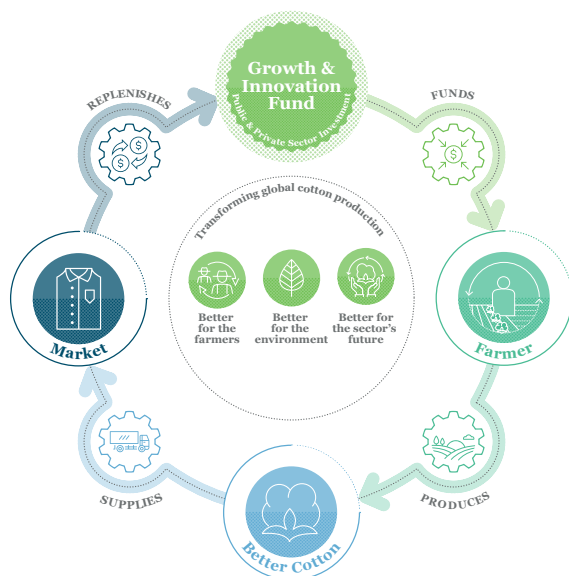 Growth &
Innovation
Fund
Public & Private Sector Investment
REPLENISHES
FUNDS
$
$
$
Transforming global cotton production
Better
for the
farmers
Better
for the
environment
Better for
the sector's
future
Market
Farmer
SUPPLIES
PRODUCES
Better Cotton